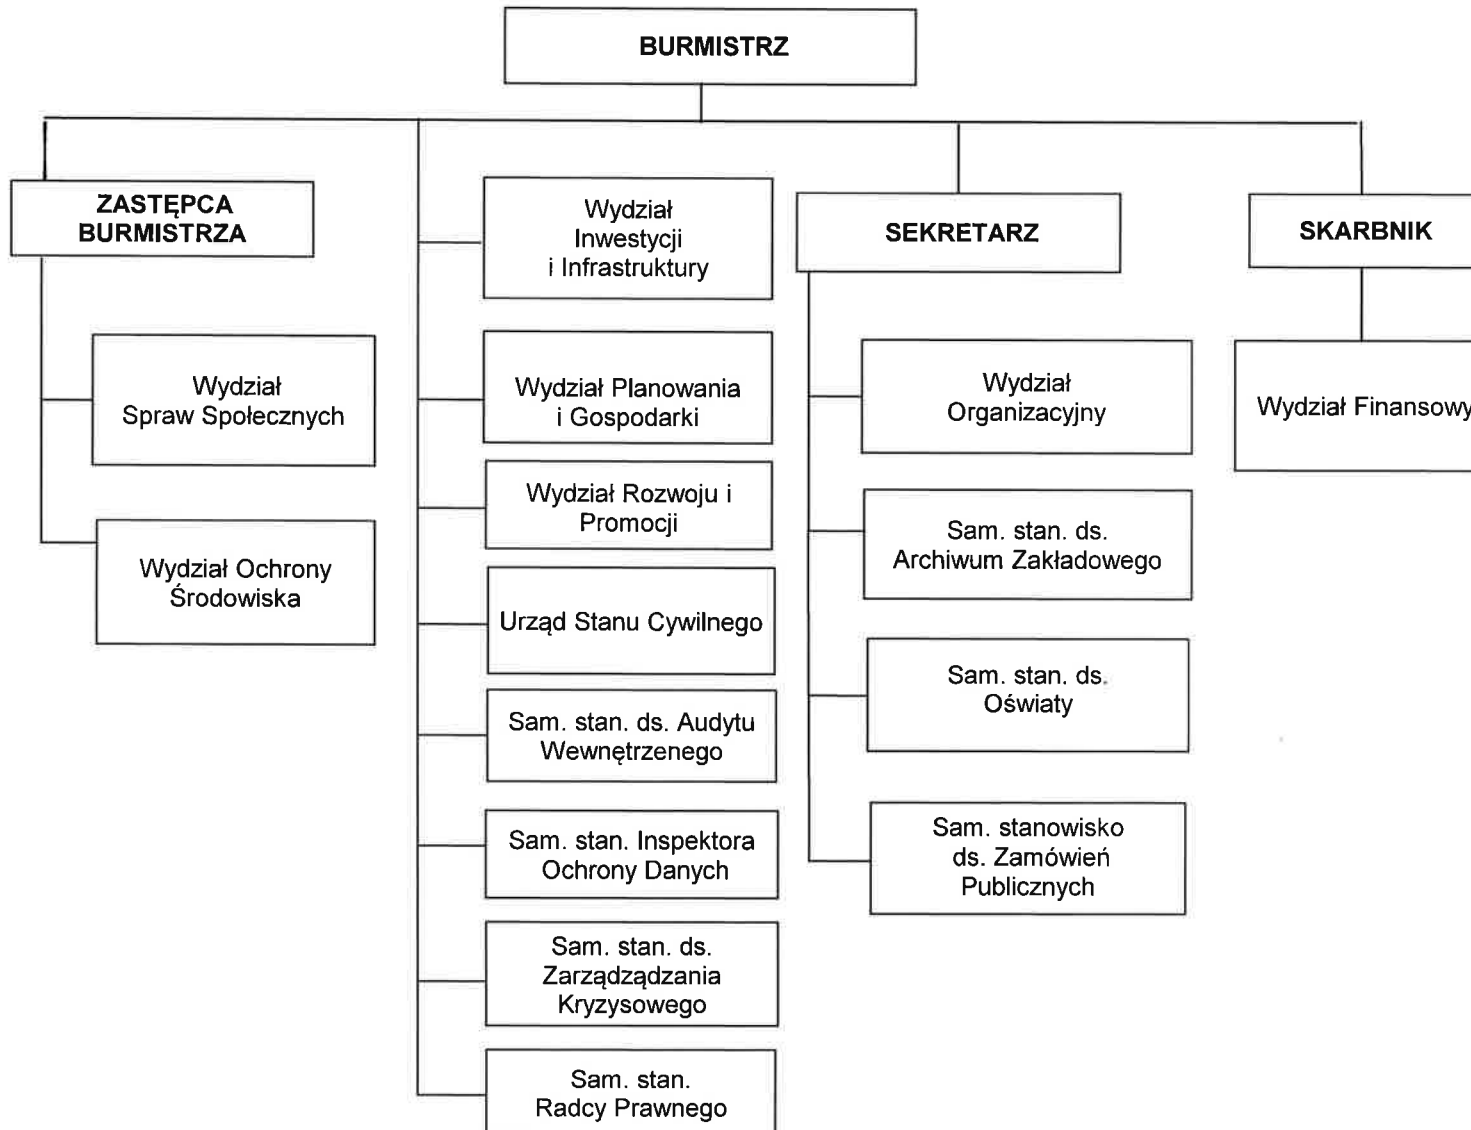 BURMISTRZ
ZASTĘPCA
BURMISTRZA
Wydział
Spraw Społecznych
Wydział Ochrony
Środowiska
Wydział
Inwestycji
i Infrastruktury
Wydział Planowania
i Gospodarki
Wydział Rozwoju i
Promocji
Urząd Stanu Cywilnego
Sam. stan. ds. Audytu
Wewnętrzenego
Sam. stan. Inspektora
Ochrony Danych
Sam. stan. ds.
Zarządządzania
Kryzysowego
Sam. stan.
Radcy Prawnego
SEKRETARZ
Wydział
Organizacyjny
Sam. stan. ds.
Archiwum Zakładowego
Sam. stan. ds.
Oświaty
Sam. stanowisko
ds. Zamówień
Publicznych
SKARBNIK
Wydział Finansowy